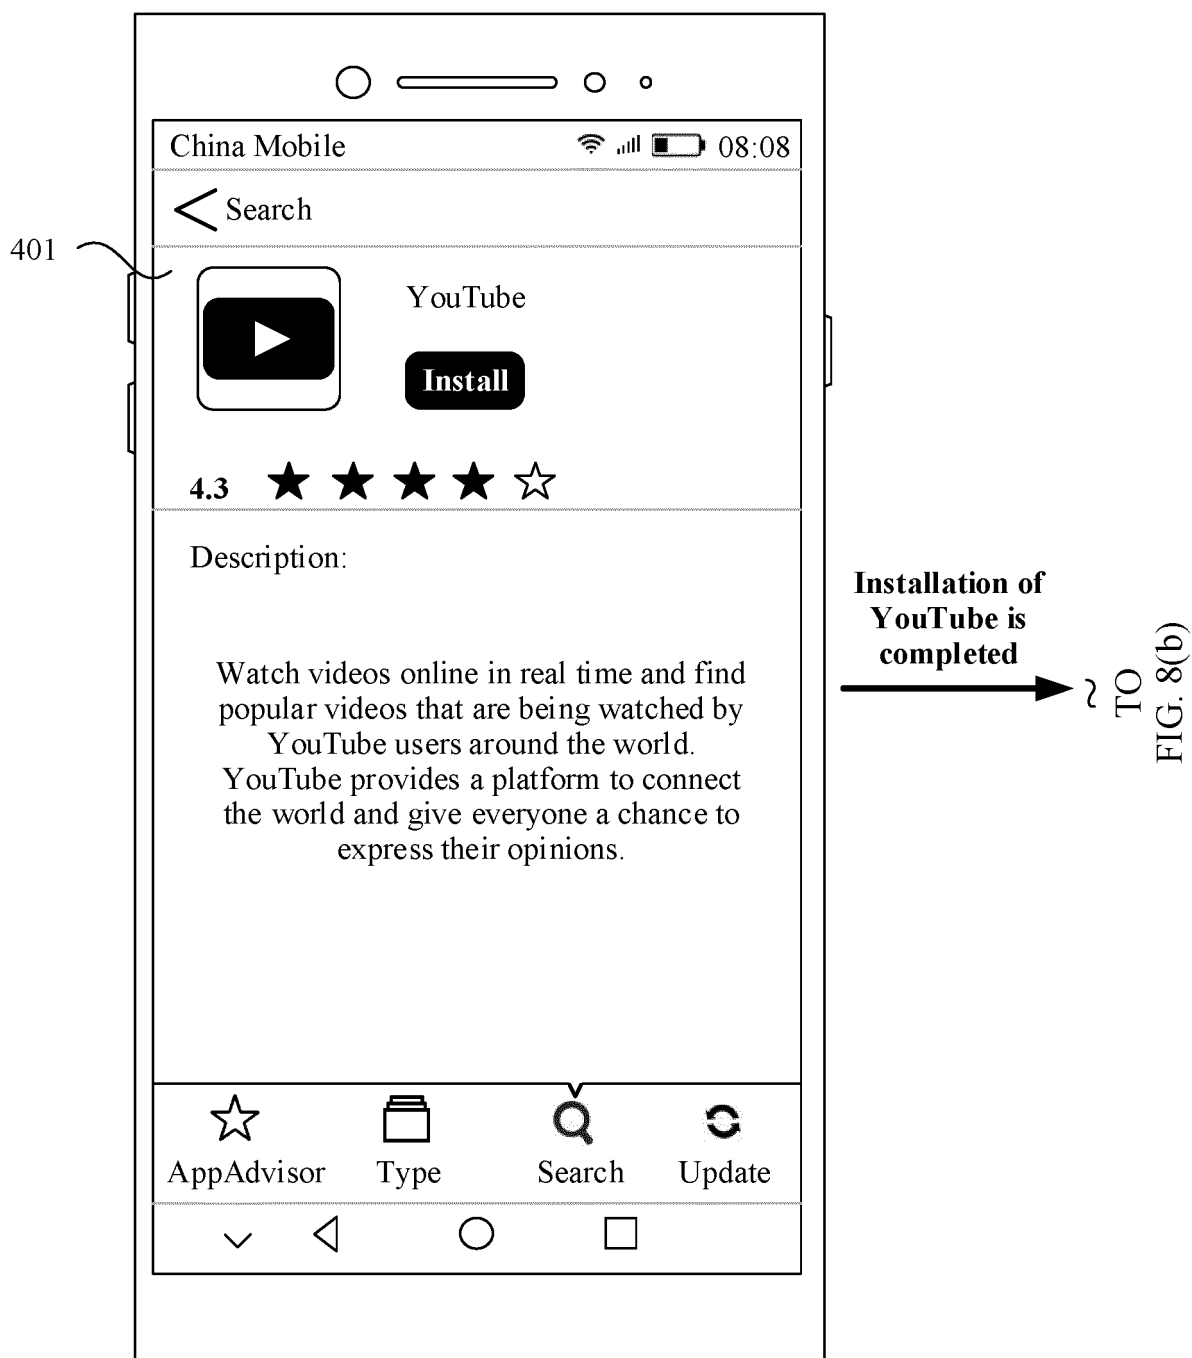 China Mobile 08:08
Search
401
YouTube
Install
4.3
Description:
Watch videos online in real time and find
popular videos that are being watched by
YouTube users around the world.
YouTube provides a platform to connect
the world and give everyone a chance to
express their opinions.
AppAdvisor Type Search Update
Installation of
YouTube is
completed
TO
FIG. 8(b)